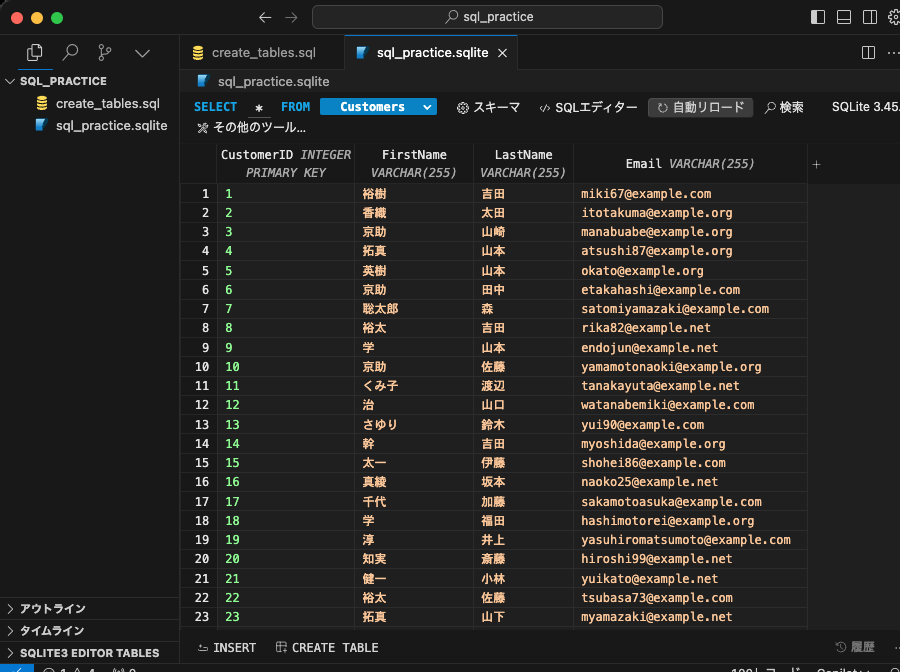 sql_practice
SQL_PRACTICE
create_tables.sql
sql_practice.sqlite
create_tables.sql
sql_practice.sqlite
sql_practice.sqlite
SELECT * FROM Customers スキーマ SQLエディター 自動リロード 検索 SQLite 3.45.
その他のツール...
CustomerID INTEGER PRIMARY KEY FirstName VARCHAR(255) LastName VARCHAR(255) Email VARCHAR(255) +
1 1 裕樹 吉田 miki67@example.com
2 2 香織 太田 itotakuma@example.org
3 3 京助 山崎 manabuabe@example.org
4 4 拓真 山本 atsushi87@example.org
5 5 英樹 山本 okato@example.org
6 6 京助 田中 etakahashi@example.com
7 7 聡太郎 森 satomiyamazaki@example.com
8 8 裕太 吉田 rika82@example.net
9 9 学 山本 endojun@example.net
10 10 京助 佐藤 yamamotonaoki@example.org
11 11 くみ子 渡辺 tanakayuta@example.net
12 12 治 山口 watanabemiki@example.com
13 13 さゆり 鈴木 yui90@example.com
14 14 幹 吉田 myoshida@example.org
15 15 太一 伊藤 shohei86@example.com
16 16 真綾 坂本 naoko25@example.net
17 17 千代 加藤 sakamotoasuka@example.com
18 18 学 福田 hashimotorei@example.org
19 19 淳 井上 yasuhiromatsumoto@example.com
20 20 知実 斎藤 hiroshi99@example.net
21 21 健一 小林 yuikato@example.net
22 22 裕太 佐藤 tsubasa73@example.com
23 23 拓真 山下 myamazaki@example.net
アウトライン
タイムライン
SQLITE3 EDITOR TABLES
INSERT CREATE TABLE 履歴